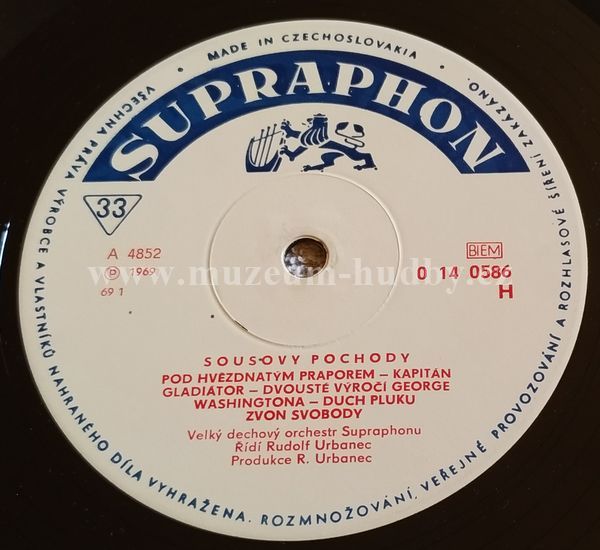 MADE IN CZECHOSLOVAKIA
SUPRAPHON
33
A 4852
℗ 1969
69 1
BIEM
0 14 0586
H
www.muzeum-hudby.cz
SOUSOVY POCHODY
POD HVĚZDNATÝM PRAPOREM – KAPITÁN
GLADIÁTOR – DVOUSTÉ VÝROČÍ GEORGE
WASHINGTONA – DUCH PLUKU
ZVON SVOBODY
Velký dechový orchestr Supraphonu
Řídí Rudolf Urbanec
Produkce R. Urbanec
VŠECHNA PRÁVA VÝROBCE A VLASTNÍKŮ NAHRANÉHO DÍLA VYHRAŽENA. ROZMNOŽOVÁNÍ, VEŘEJNÉ PROVOZOVÁNÍ A ROZHLASOVÉ ŠÍŘENÍ ZAKÁZÁNO.